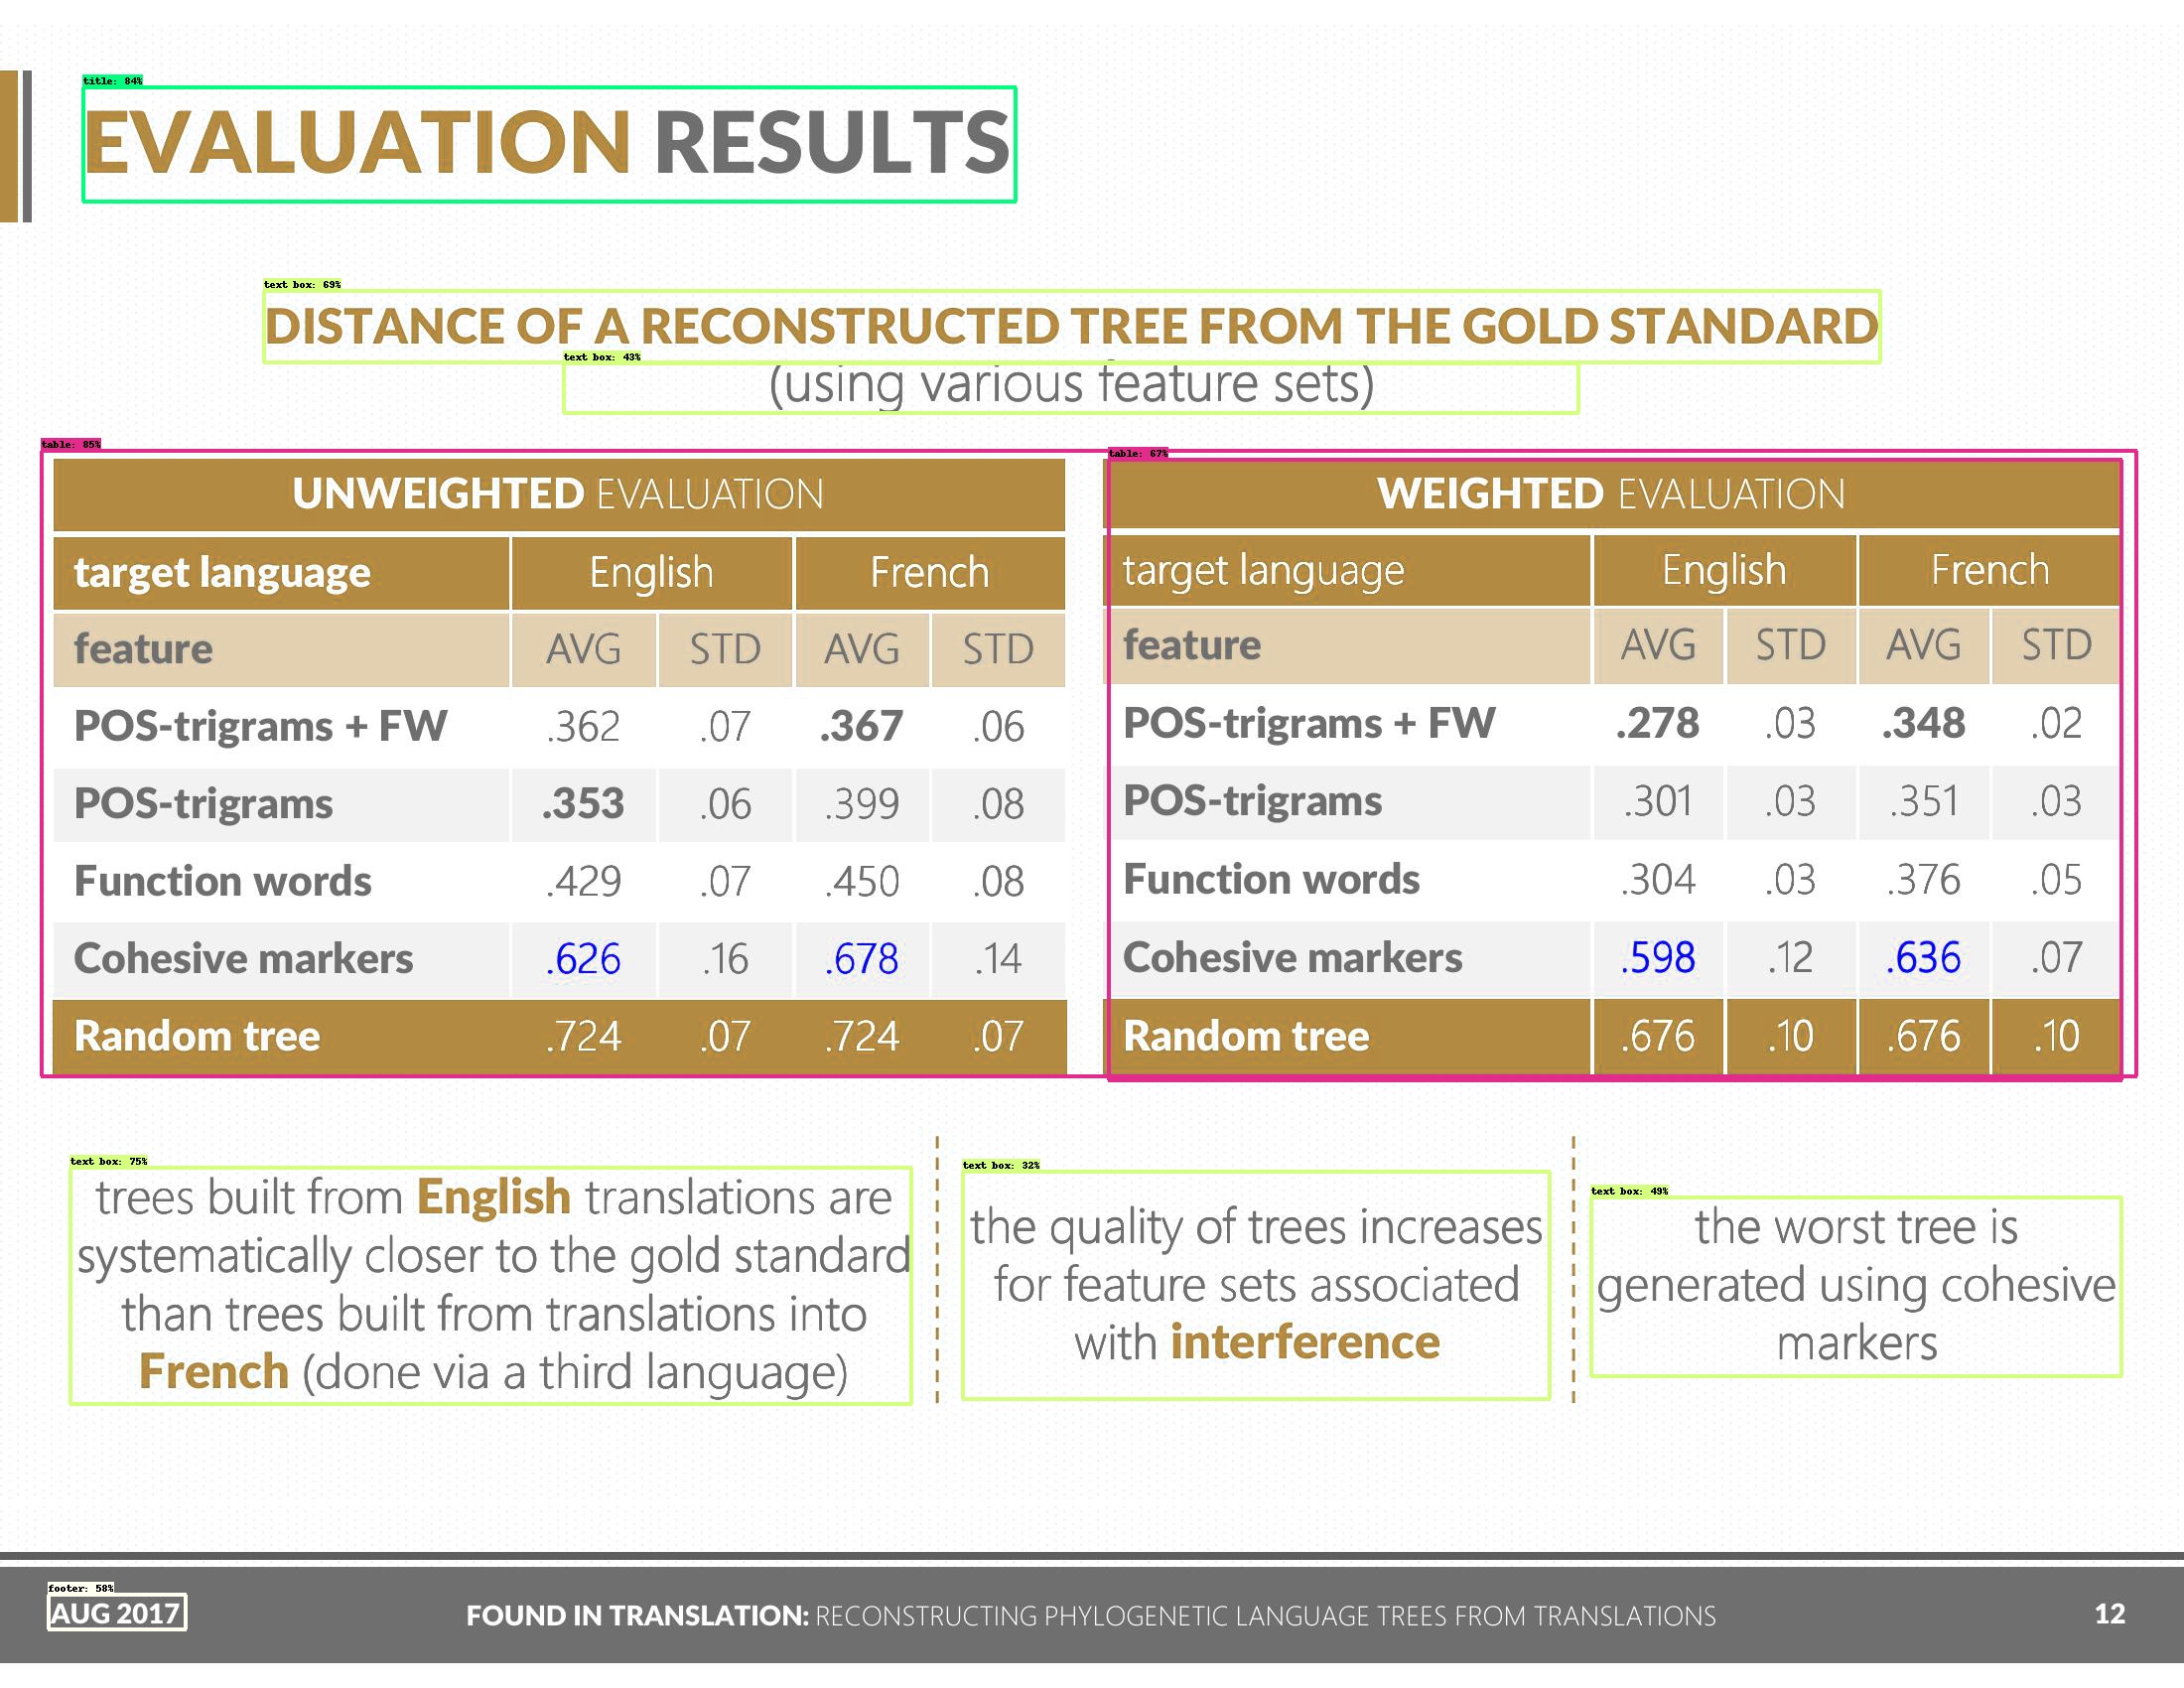 title: 84%
EVALUATION RESULTS
text box: 69%
DISTANCE OF A RECONSTRUCTED TREE FROM THE GOLD STANDARD
text box: 43%
(using various feature sets)
table: 85%
UNWEIGHTED EVALUATION
target language English French
feature AVG STD AVG STD
POS-trigrams + FW .362 .07 .367 .06
POS-trigrams .353 .06 .399 .08
Function words .429 .07 .450 .08
Cohesive markers .626 .16 .678 .14
Random tree .724 .07 .724 .07
table: 67%
WEIGHTED EVALUATION
target language English French
feature AVG STD AVG STD
POS-trigrams + FW .278 .03 .348 .02
POS-trigrams .301 .03 .351 .03
Function words .304 .03 .376 .05
Cohesive markers .598 .12 .636 .07
Random tree .676 .10 .676 .10
text box: 75%
trees built from English translations are
systematically closer to the gold standard
than trees built from translations into
French (done via a third language)
text box: 32%
the quality of trees increases
for feature sets associated
with interference
text box: 49%
the worst tree is
generated using cohesive
markers
footer: 58%
AUG 2017
FOUND IN TRANSLATION: RECONSTRUCTING PHYLOGENETIC LANGUAGE TREES FROM TRANSLATIONS
12